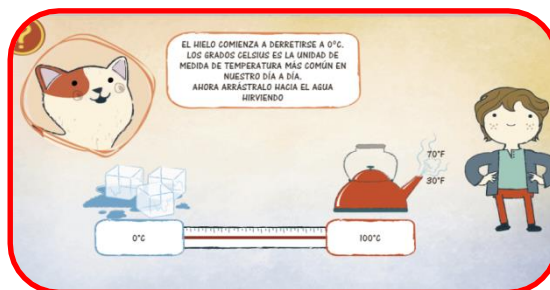 ?
EL HIELO COMIENZA A DERRETIRSE A 0°C.
LOS GRADOS CELSIUS ES LA UNIDAD DE
MEDIDA DE TEMPERATURA MÁS COMÚN EN
NUESTRO DÍA A DÍA.
AHORA ARRÁSTRALO HACIA EL AGUA
HIRVIENDO
70°F
30°F
0°C
100°C